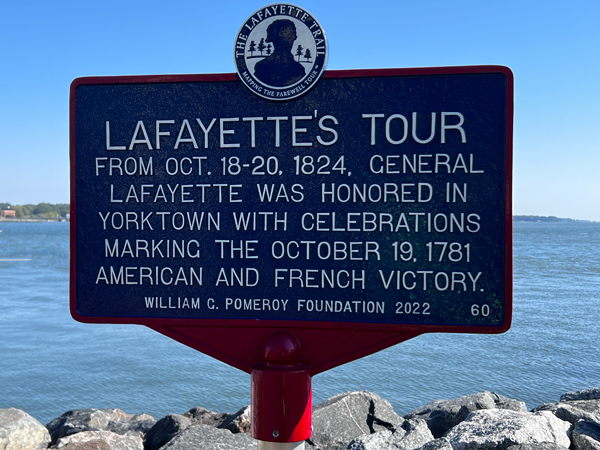 THE LAFAYETTE TRAIL
MAPPING THE FAREWELL TOUR
LAFAYETTE'S TOUR
FROM OCT. 18-20, 1824, GENERAL
LAFAYETTE WAS HONORED IN
YORKTOWN WITH CELEBRATIONS
MARKING THE OCTOBER 19, 1781
AMERICAN AND FRENCH VICTORY.
WILLIAM G. POMEROY FOUNDATION 2022 60